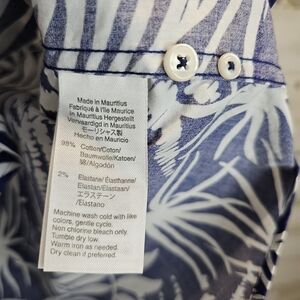 Made in Mauritius
Fabriqué à l'Ile Maurice
In Mauritius Hergestellt
Vervaardigd in Mauritius
モーリシャス製
Hecho en Mauricio
98% Cotton/Coton/
Baumwolle/Katoen/
綿/Algodón
2% Elastane/Élasthanne/
Elastan/Elastaan/
エラステーン
/Elastano
Machine wash cold with like
colors, gentle cycle.
Non chlorine bleach only.
Tumble dry low.
Warm iron as needed.
Dry clean if preferred.